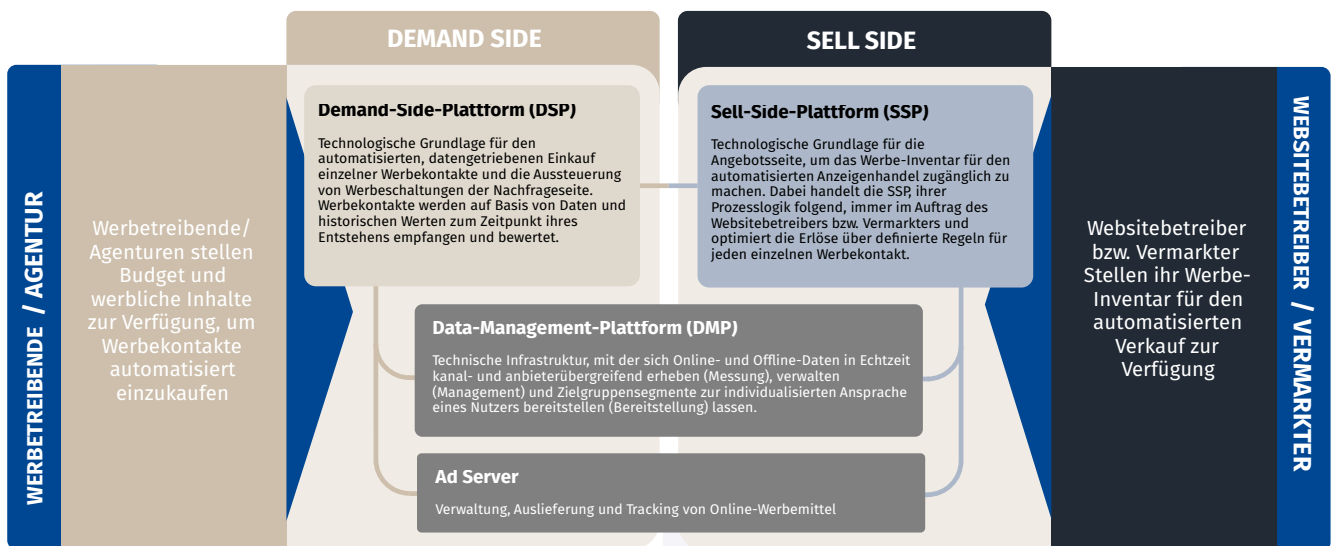 DEMAND SIDE
SELL SIDE
WERBETREIBENDE / AGENTUR
Werbetreibende/
Agenturen stellen
Budget und
werbliche Inhalte
zur Verfügung, um
Werbekontakte
automatisiert
einzukaufen
Demand-Side-Plattform (DSP)
Technologische Grundlage für den
automatisierten, datengetriebenen Einkauf
einzelner Werbekontakte und die Aussteuerung
von Werbeschaltungen der Nachfrageseite.
Werbekontakte werden auf Basis von Daten und
historischen Werten zum Zeitpunkt ihres
Entstehens empfangen und bewertet.
Sell-Side-Plattform (SSP)
Technologische Grundlage für die
Angebotsseite, um das Werbe-Inventar für den
automatisierten Anzeigenhandel zugänglich zu
machen. Dabei handelt die SSP, ihrer
Prozesslogik folgend, immer im Auftrag des
Websitebetreibers bzw. Vermarkters und
optimiert die Erlöse über definierte Regeln für
jeden einzelnen Werbekontakt.
Data-Management-Plattform (DMP)
Technische Infrastruktur, mit der sich Online- und Offline-Daten in Echtzeit
kanal- und anbieterübergreifend erheben (Messung), verwalten
(Management) und Zielgruppensegmente zur individualisierten Ansprache
eines Nutzers bereitstellen (Bereitstellung) lassen.
Ad Server
Verwaltung, Auslieferung und Tracking von Online-Werbemittel
Websitebetreiber
bzw. Vermarkter
Stellen ihr Werbe-
Inventar für den
automatisierten
Verkauf zur
Verfügung
WEBSITEBETREIBER / VERMARKTER